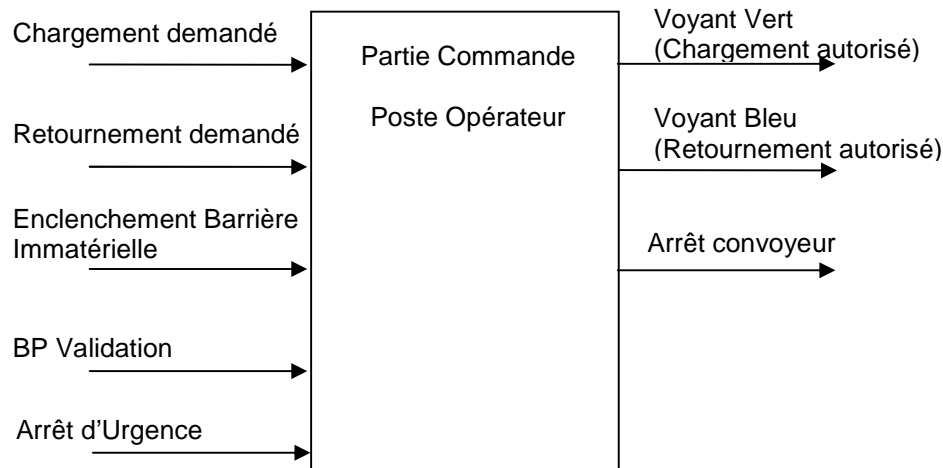 Chargement demandé
Retournement demandé
Enclenchement Barrière
Immatérielle
BP Validation
Arrêt d'Urgence
Partie Commande
Poste Opérateur
Voyant Vert
(Chargement autorisé)
Voyant Bleu
(Retournement autorisé)
Arrêt convoyeur